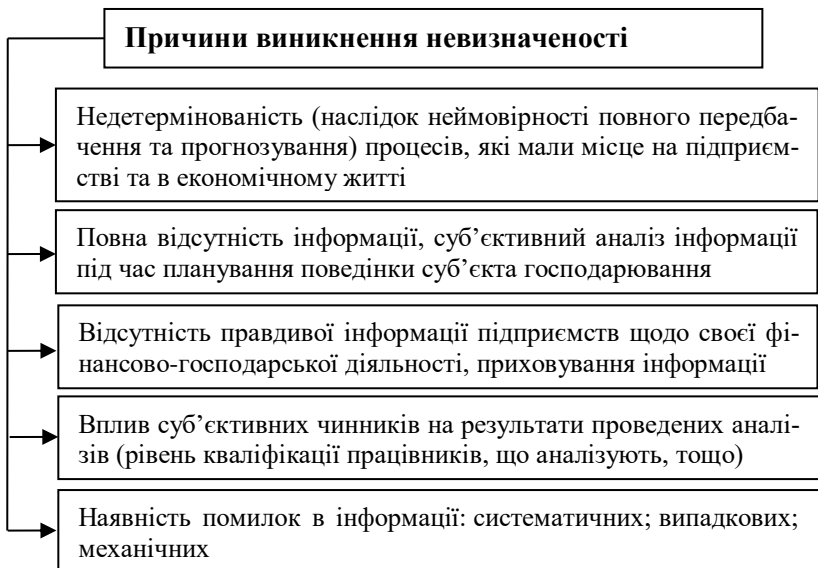 Причини виникнення невизначеності
Недетермінованість (наслідок неймовірності повного передба-
чення та прогнозування) процесів, які мали місце на підприєм-
стві та в економічному житті
Повна відсутність інформації, суб’єктивний аналіз інформації
під час планування поведінки суб’єкта господарювання
Відсутність правдивої інформації підприємств щодо своєї фі-
нансово-господарської діяльності, приховування інформації
Вплив суб’єктивних чинників на результати проведених аналі-
зів (рівень кваліфікації працівників, що аналізують, тощо)
Наявність помилок в інформації: систематичних; випадкових;
механічних